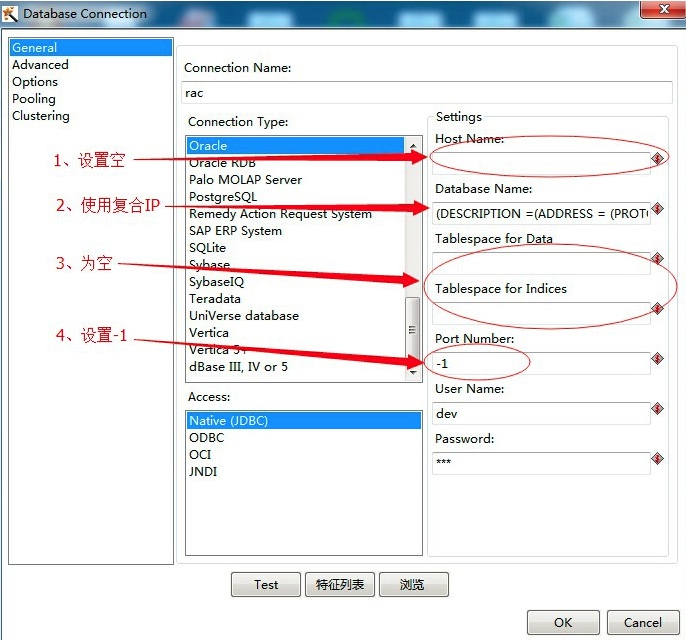 Database Connection
General
Advanced
Options
Pooling
Clustering
Connection Name:
rac
Connection Type:
Oracle
Oracle RDB
Palo MOLAP Server
PostgreSQL
Remedy Action Request System
SAP ERP System
SQLite
Sybase
SybaseIQ
Teradata
UniVerse database
Vertica
Vertica 5+
dBase III, IV or 5
Access:
Native (JDBC)
ODBC
OCI
JNDI
Settings
Host Name:
Database Name:
(DESCRIPTION =(ADDRESS = (PROTO
Tablespace for Data
Tablespace for Indices
Port Number:
-1
User Name:
dev
Password:
***
1、设置空
2、使用复合IP
3、为空
4、设置-1
Test
特征列表
浏览
OK
Cancel